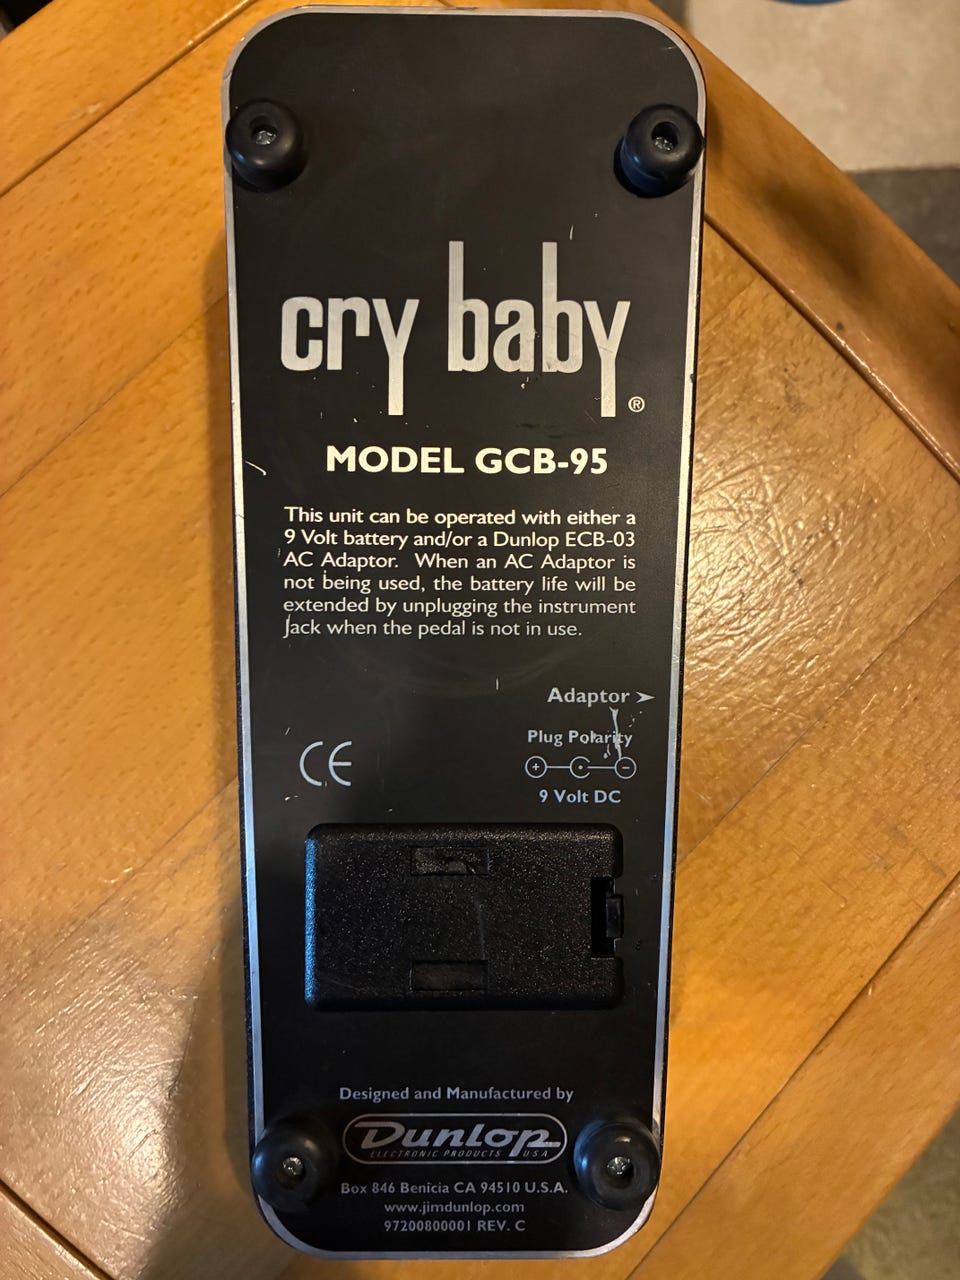 cry baby®
MODEL GCB-95
This unit can be operated with either a
9 Volt battery and/or a Dunlop ECB-03
AC Adaptor. When an AC Adaptor is
not being used, the battery life will be
extended by unplugging the instrument
jack when the pedal is not in use.
Adaptor ➤
Plug Polarity
+ −
9 Volt DC
CE
Designed and Manufactured by
DUNLOP
ELECTRONIC PRODUCTS USA
Box 846 Benicia CA 94510 U.S.A.
www.jimdunlop.com
97200800001 REV. C